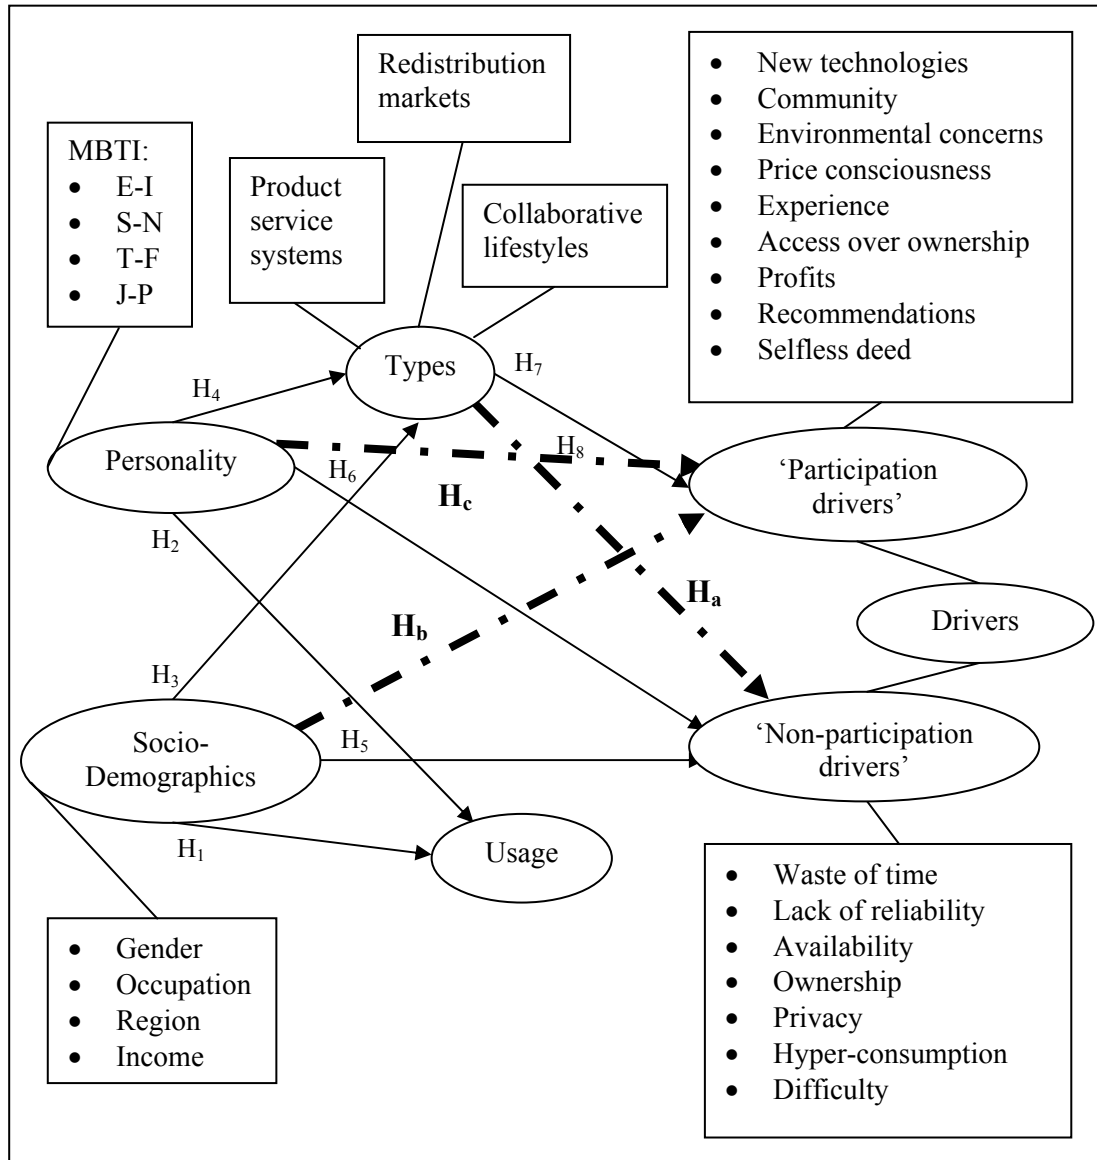 Redistribution
markets
• New technologies
• Community
• Environmental concerns
• Price consciousness
• Experience
• Access over ownership
• Profits
• Recommendations
• Selfless deed
MBTI:
• E-I
• S-N
• T-F
• J-P
Product
service
systems
Collaborative
lifestyles
Types
H₇
H₄
Personality
H₆
H₈
H_c
‘Participation
drivers’
H₂
H_a
H_b
Drivers
H₃
Socio-
Demographics
H₅
‘Non-participation
drivers’
H₁
Usage
• Gender
• Occupation
• Region
• Income
• Waste of time
• Lack of reliability
• Availability
• Ownership
• Privacy
• Hyper-consumption
• Difficulty